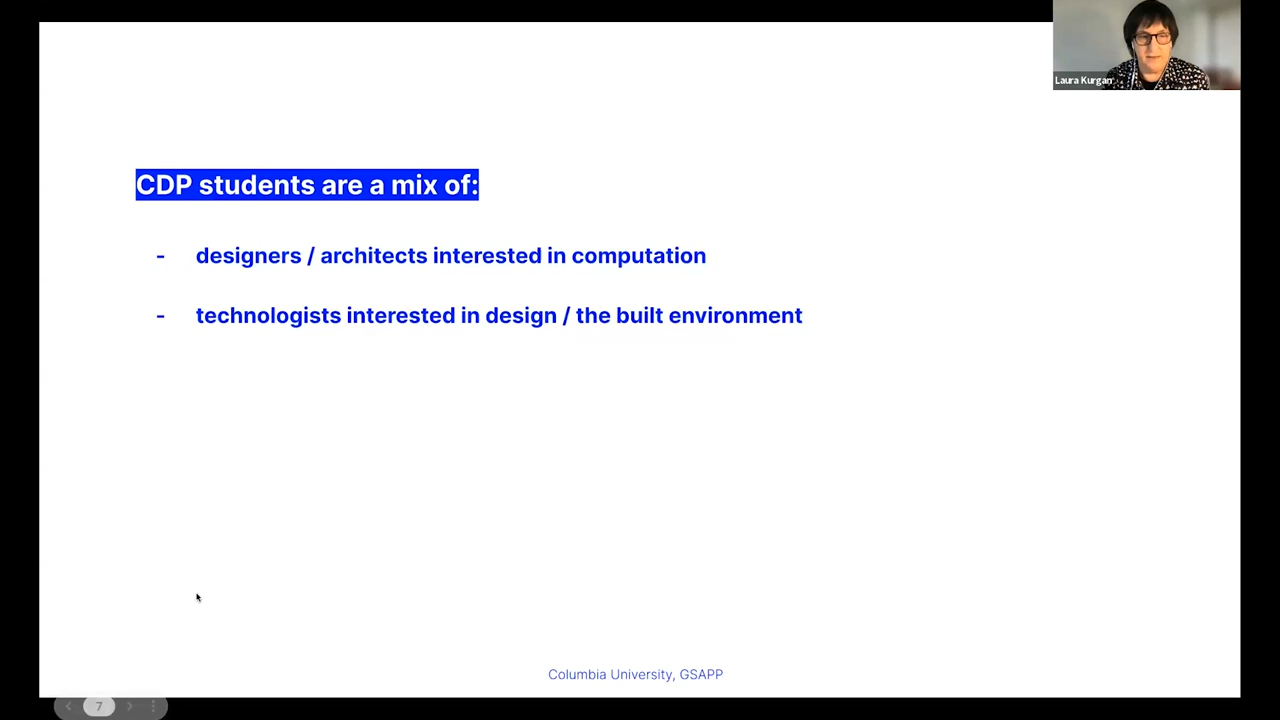 Laura Kurgan
CDP students are a mix of:
- designers / architects interested in computation
- technologists interested in design / the built environment
Columbia University, GSAPP
7